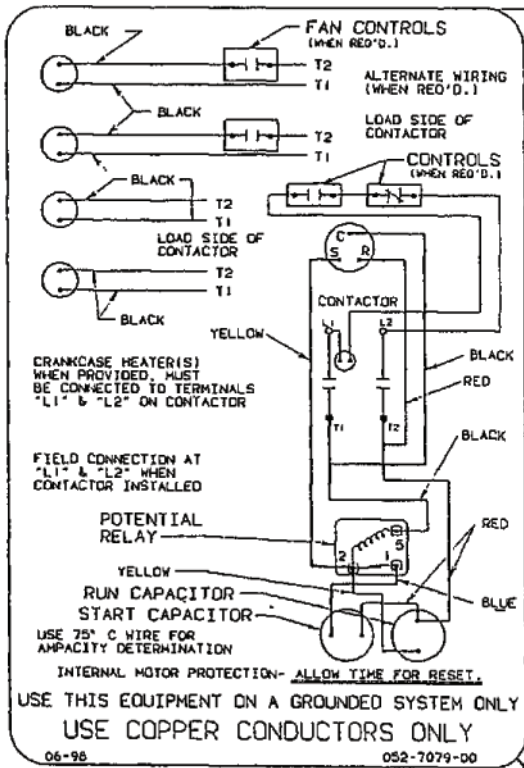 BLACK
FAN CONTROLS
(WHEN REQ'D.)
T2
T1
ALTERNATE WIRING
(WHEN REQ'D.)
BLACK
T2
T1
LOAD SIDE OF
CONTACTOR
CONTROLS
(WHEN REQ'D.)
BLACK
T2
T1
LOAD SIDE OF
CONTACTOR
C
S R
T2
T1
BLACK
CONTACTOR
L1
L2
YELLOW
BLACK
RED
CRANKCASE HEATER(S)
WHEN PROVIDED, MUST
BE CONNECTED TO TERMINALS
"L1" & "L2" ON CONTACTOR
T1
T2
BLACK
FIELD CONNECTION AT
"L1" & "L2" WHEN
CONTACTOR INSTALLED
POTENTIAL
RELAY
5
2
1
RED
YELLOW
RUN CAPACITOR
START CAPACITOR
BLUE
USE 75° C WIRE FOR
AMPACITY DETERMINATION
INTERNAL MOTOR PROTECTION- ALLOW TIME FOR RESET.
USE THIS EQUIPMENT ON A GROUNDED SYSTEM ONLY
USE COPPER CONDUCTORS ONLY
06-98
052-7079-00